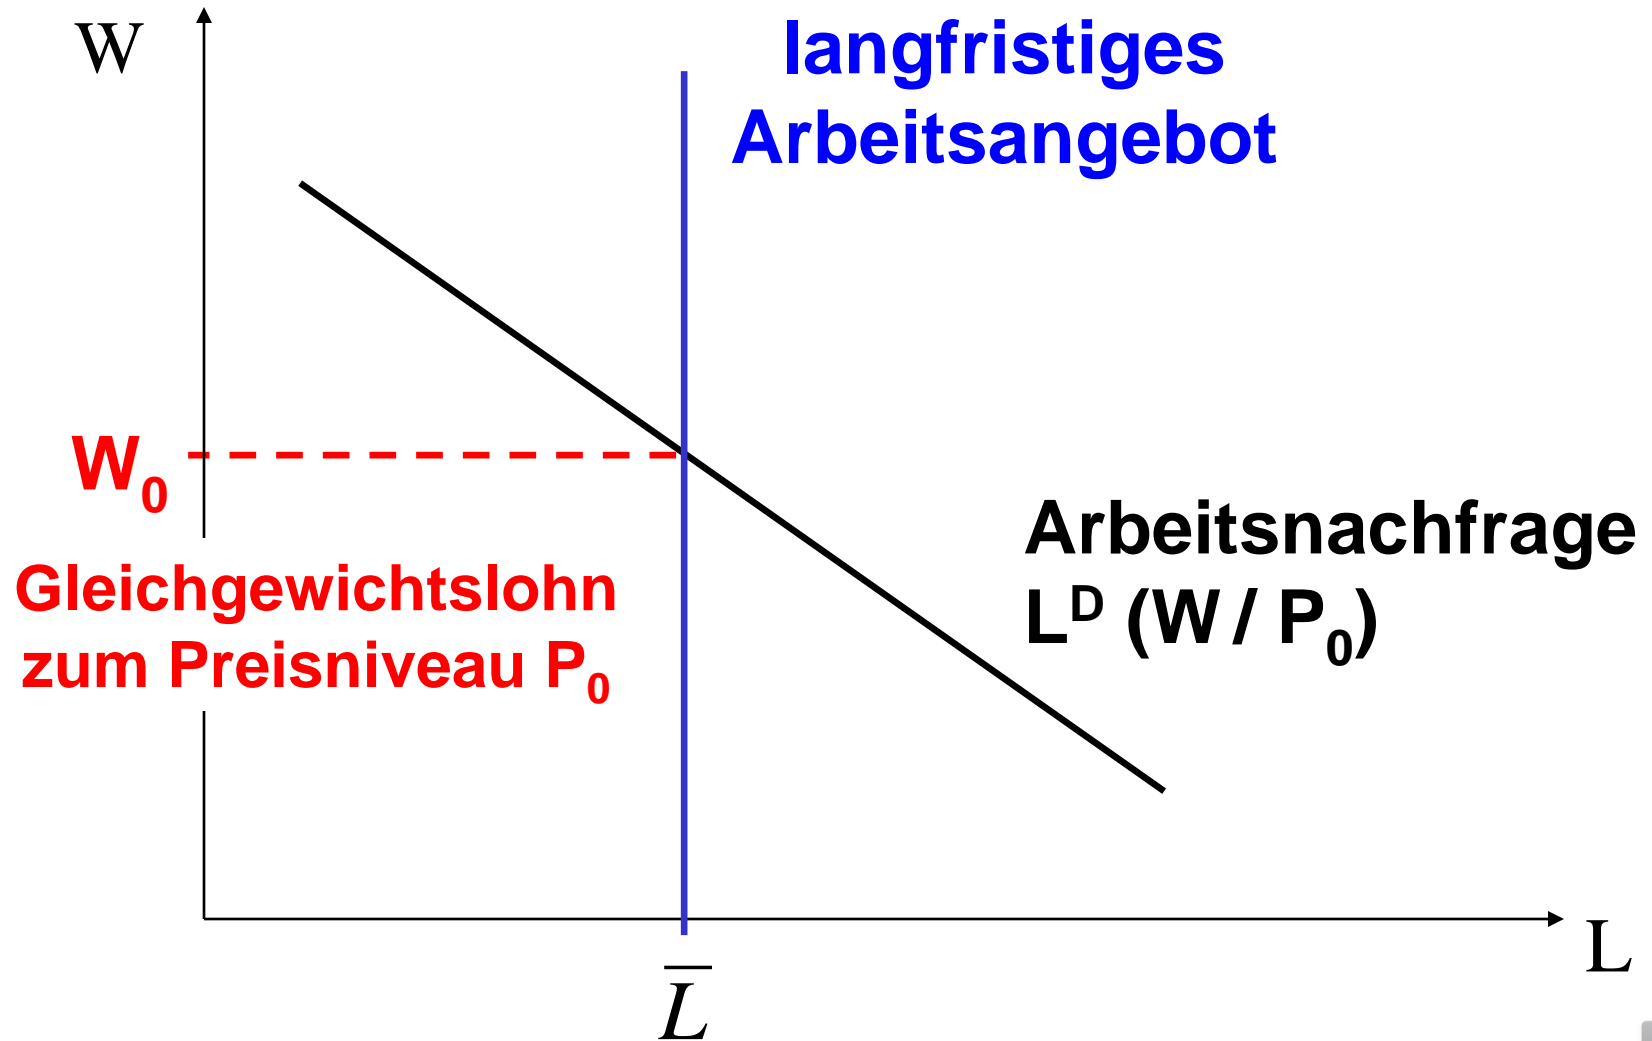 W
langfristiges
Arbeitsangebot
W₀
Gleichgewichtslohn
zum Preisniveau P₀
Arbeitsnachfrage
Lᴰ (W / P₀)
L
L̅